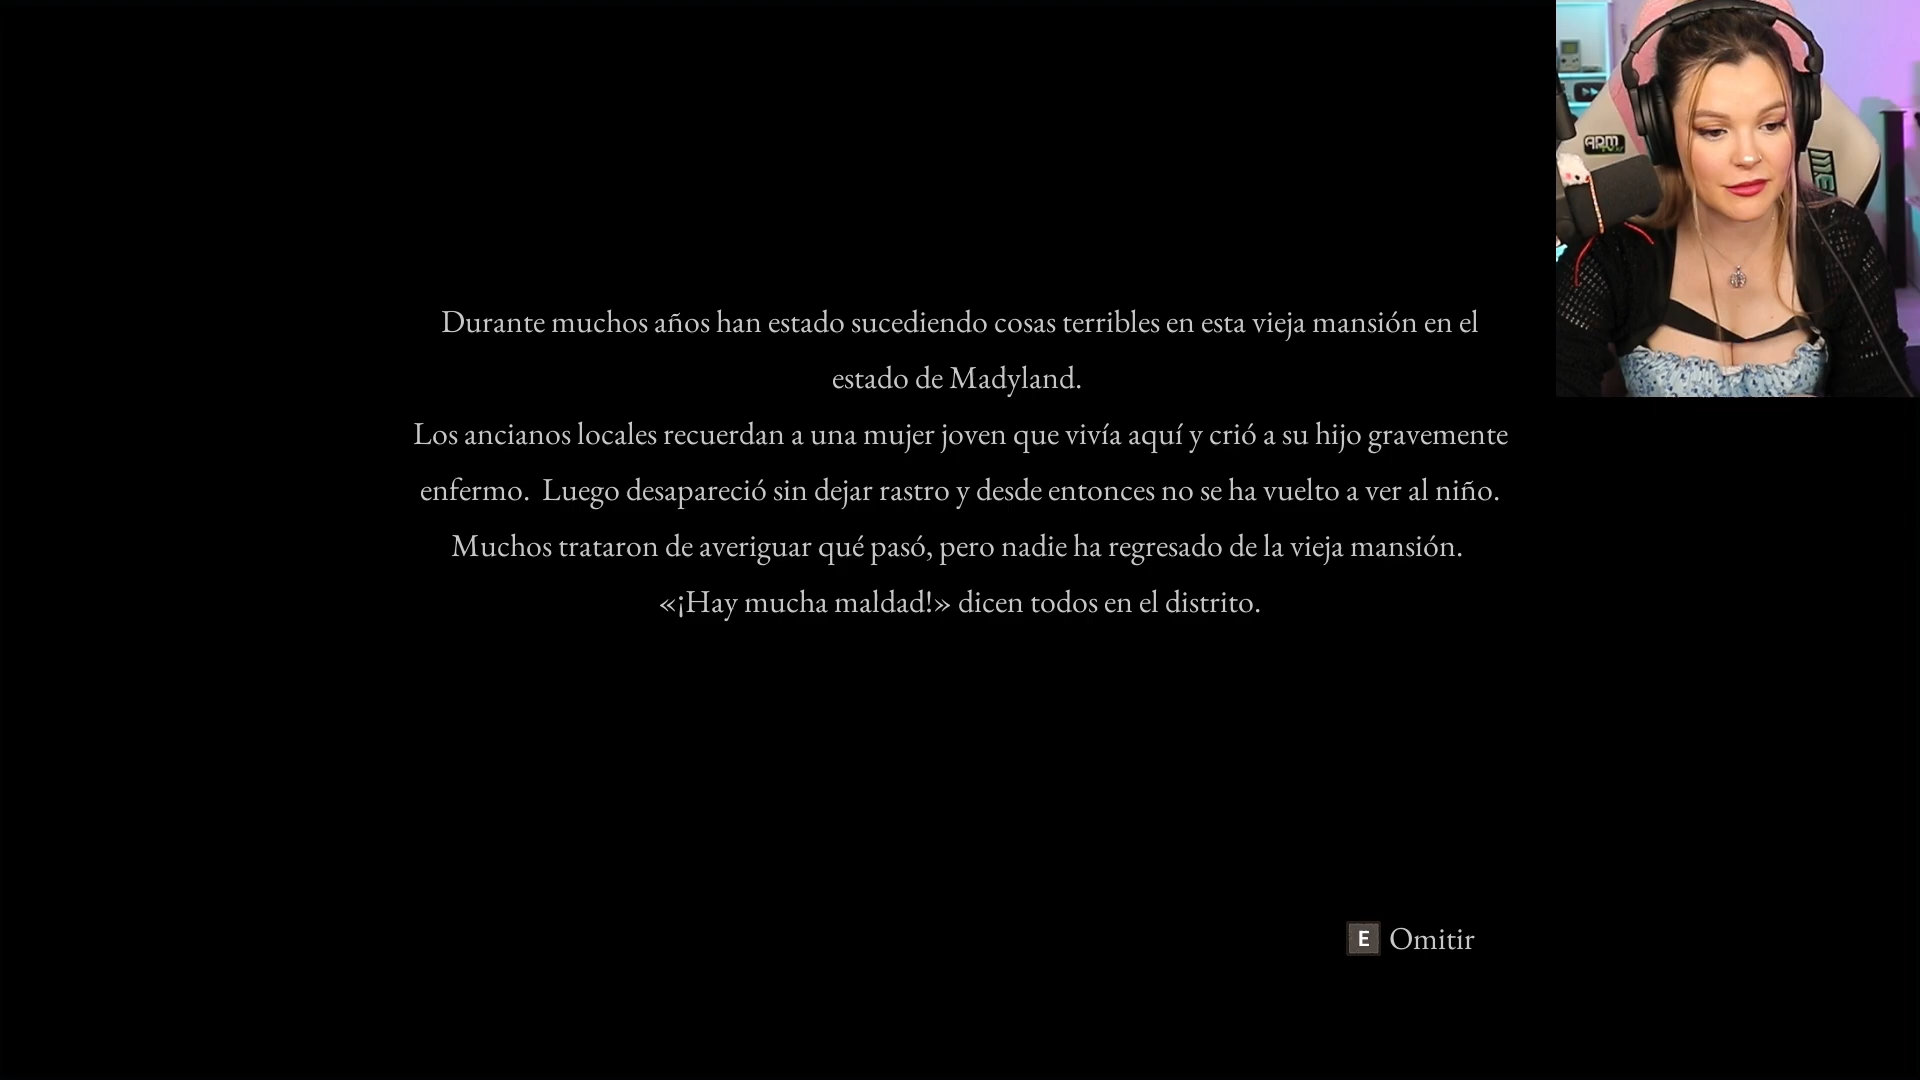 Durante muchos años han estado sucediendo cosas terribles en esta vieja mansión en el
estado de Madyland.
Los ancianos locales recuerdan a una mujer joven que vivía aquí y crió a su hijo gravemente
enfermo.  Luego desapareció sin dejar rastro y desde entonces no se ha vuelto a ver al niño.
Muchos trataron de averiguar qué pasó, pero nadie ha regresado de la vieja mansión.
«¡Hay mucha maldad!» dicen todos en el distrito.
E Omitir